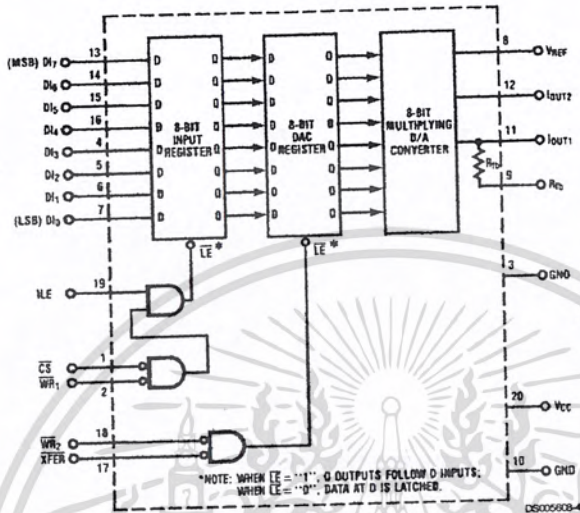 (MSB) DI7 13
DI6 14
DI5 15
DI4 16
DI3 4
DI2 5
DI1 6
(LSB) DI0 7
D D D D D D D D
8-BIT
INPUT
REGISTER
Q Q Q Q Q Q Q Q
D D D D D D D D
8-BIT
DAC
REGISTER
Q Q Q Q Q Q Q Q
8-BIT
MULTIPLYING
D/A
CONVERTER
8 VREF
12 IOUT2
11 IOUT1
9
3 GND
20 VCC
10 GND
LE *
LE *
ILE 19
CS 1
WR1 2
WR2 18
XFER 17
*NOTE: WHEN LE = "1", Q OUTPUTS FOLLOW D INPUTS;
WHEN LE = "0", DATA AT D IS LATCHED.
DS005608-4